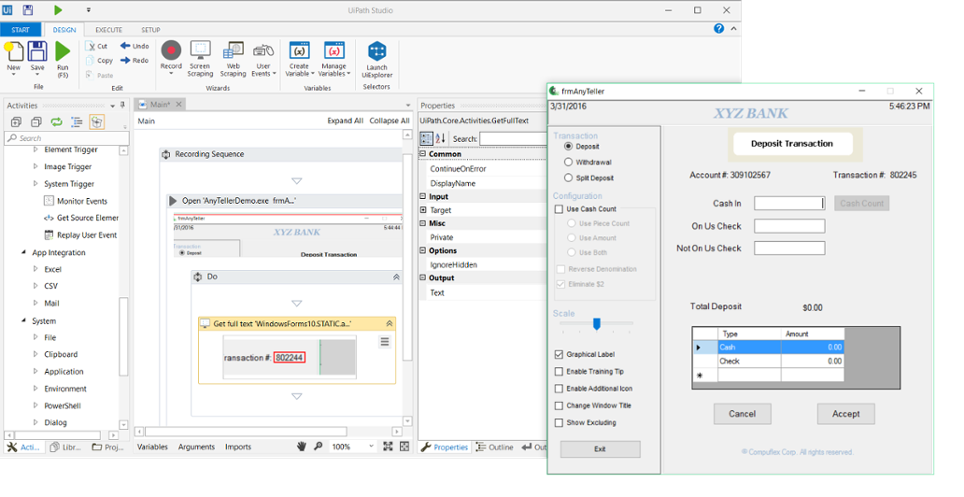 UiPath Studio
START DESIGN EXECUTE SETUP
New
Save
Run
(F5)
File
Cut
Copy
Paste
Undo
Redo
Edit
Record
Screen
Scraping
Web
Scraping
User
Events
Wizards
Create
Variable
Manage
Variables
Variables
Launch
UiExplorer
Selectors
Activities
Search
Element Trigger
Image Trigger
System Trigger
Monitor Events
Get Source Elemer
Replay User Event
App Integration
Excel
CSV
Mail
System
File
Clipboard
Application
Environment
PowerShell
Dialog
Acti... Libr... Proj...
Main*
Main Expand All Collapse All
Recording Sequence
Open 'AnyTellerDemo.exe frmA...'
frmAnyTeller
/31/2016 XYZ BANK 5:44:44
ransaction
Deposit
Deposit Transaction
Do
Get full text 'WindowsForms10.STATIC.a...'
ransaction #: 802244
Variables Arguments Imports 100%
Properties
UiPath.Core.Activities.GetFullText
Search:
Common
ContinueOnError
DisplayName
Input
Target
Misc
Private
Options
IgnoreHidden
Output
Text
Properties Outline Out
frmAnyTeller
3/31/2016 XYZ BANK 5:46:23 PM
Transaction
Deposit
Withdrawal
Split Deposit
Configuration
Use Cash Count
Use Piece Count
Use Amount
Use Both
Reverse Denomination
Eliminate $2
Scale
Graphical Label
Enable Training Tip
Enable Additional Icon
Change Window Title
Show Excluding
Exit
Deposit Transaction
Account #: 309102567 Transaction #: 802245
Cash In Cash Count
On Us Check
Not On Us Check
Total Deposit $0.00
Type Amount
Cash 0.00
Check 0.00
Cancel Accept
© Compuflex Corp. All rights reserved.